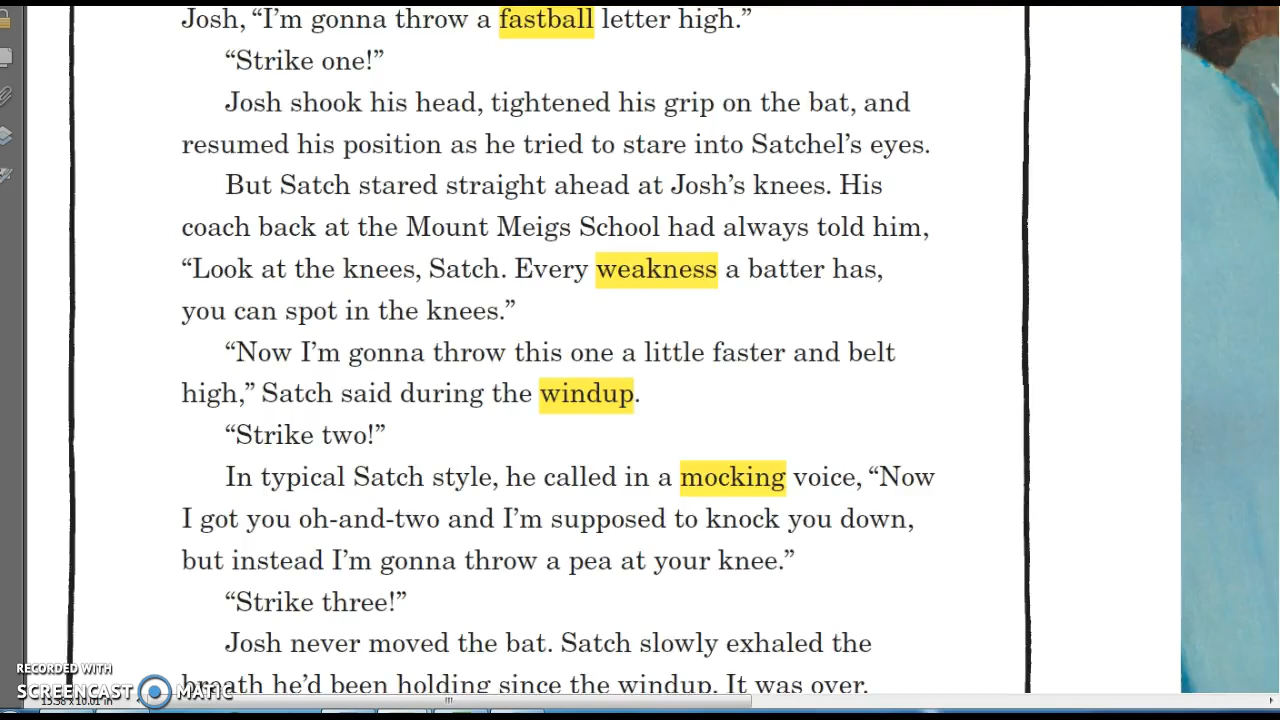 Josh, “I’m gonna throw a fastball letter high.”
“Strike one!”
Josh shook his head, tightened his grip on the bat, and
resumed his position as he tried to stare into Satchel’s eyes.
But Satch stared straight ahead at Josh’s knees. His
coach back at the Mount Meigs School had always told him,
“Look at the knees, Satch. Every weakness a batter has,
you can spot in the knees.”
“Now I’m gonna throw this one a little faster and belt
high,” Satch said during the windup.
“Strike two!”
In typical Satch style, he called in a mocking voice, “Now
I got you oh-and-two and I’m supposed to knock you down,
but instead I’m gonna throw a pea at your knee.”
“Strike three!”
Josh never moved the bat. Satch slowly exhaled the
breath he’d been holding since the windup. It was over.
RECORDED WITH
SCREENCAST MATIC
15.38 x 10.01 in